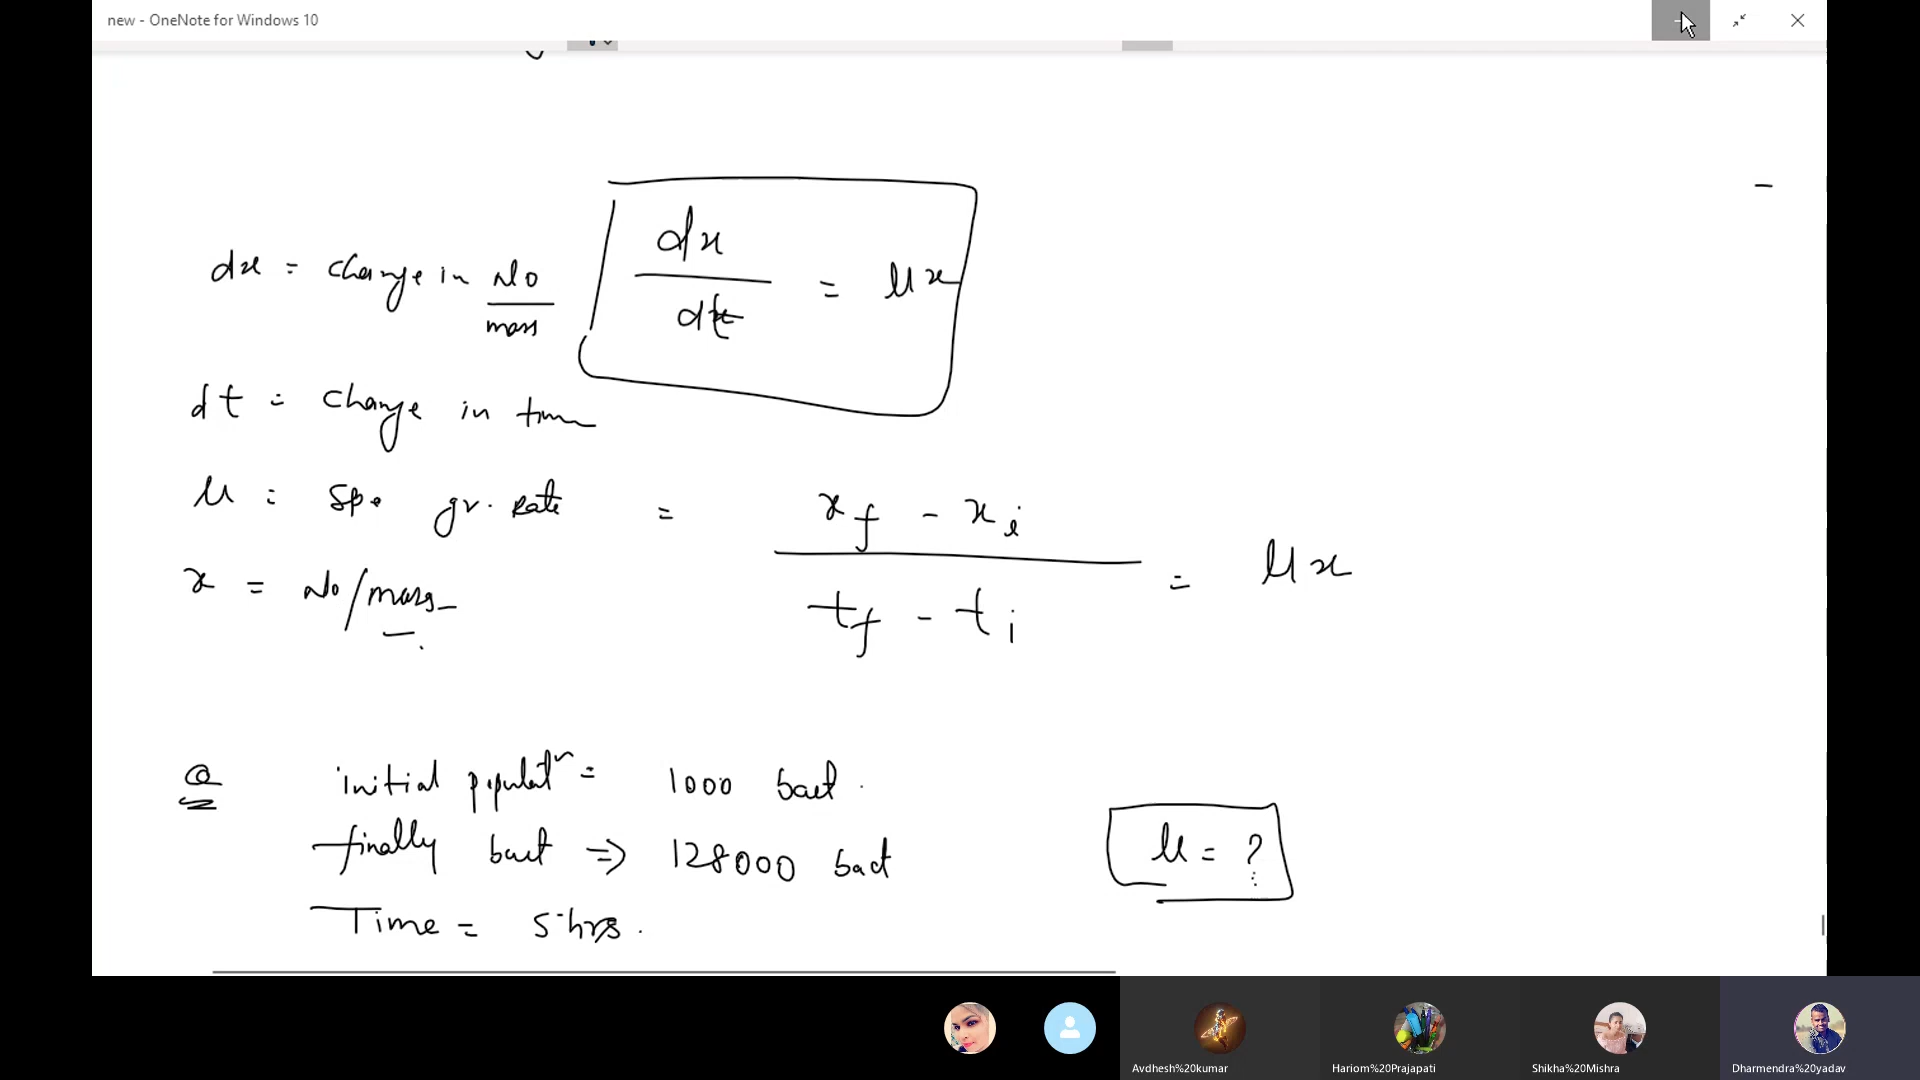 new - OneNote for Windows 10
dx = change in No
mass
dx
dt
= μx
dt = change in time
μ : Spe gr. Rate = xf - xi
tf - ti
= μx
x = No/mass
Q initial populatn = 1000 bact.
finally bact ⇒ 128000 bact
μ = ?
Time = 5 hrs.
Avdhesh%20kumar
Hariom%20Prajapati
Shikha%20Mishra
Dharmendra%20yadav